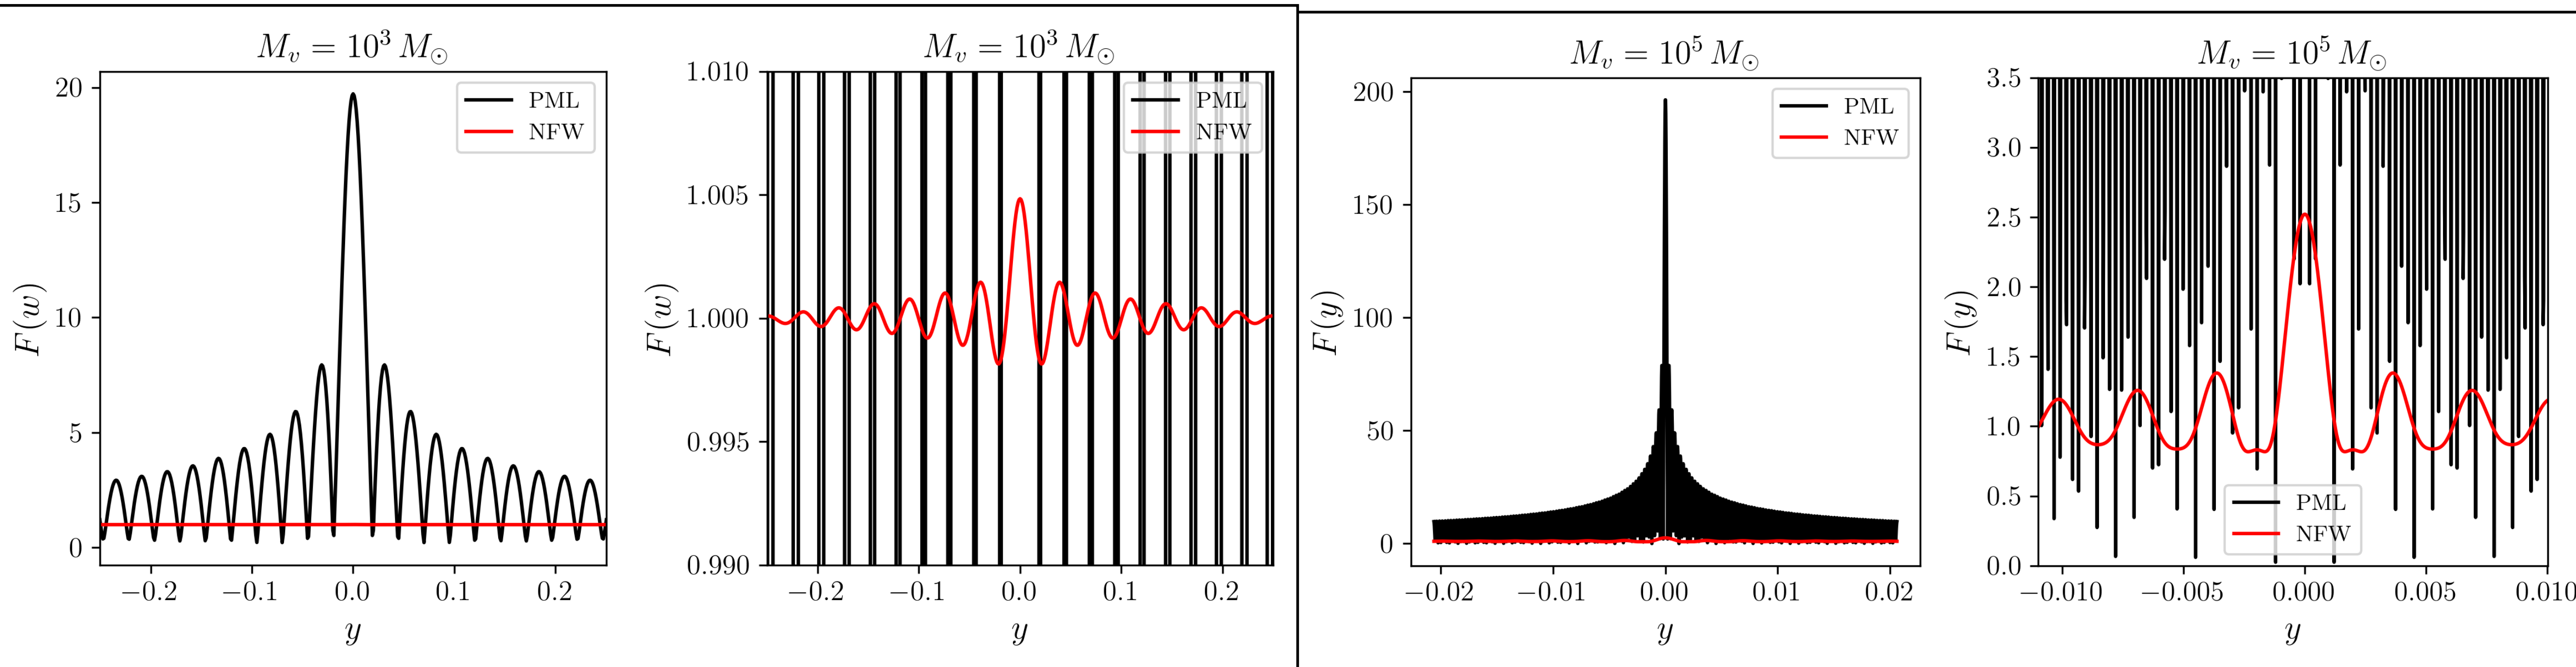 M_v = 10^3 M_⊙
F(w)
20
15
10
5
0
PML
NFW
−0.2 −0.1 0.0 0.1 0.2
y
M_v = 10^3 M_⊙
F(w)
1.010
1.005
1.000
0.995
0.990
PML
NFW
−0.2 −0.1 0.0 0.1 0.2
y
M_v = 10^5 M_⊙
F(y)
200
150
100
50
0
PML
NFW
−0.02 −0.01 0.00 0.01 0.02
y
M_v = 10^5 M_⊙
F(y)
3.5
3.0
2.5
2.0
1.5
1.0
0.5
0.0
PML
NFW
−0.010 −0.005 0.000 0.005 0.010
y